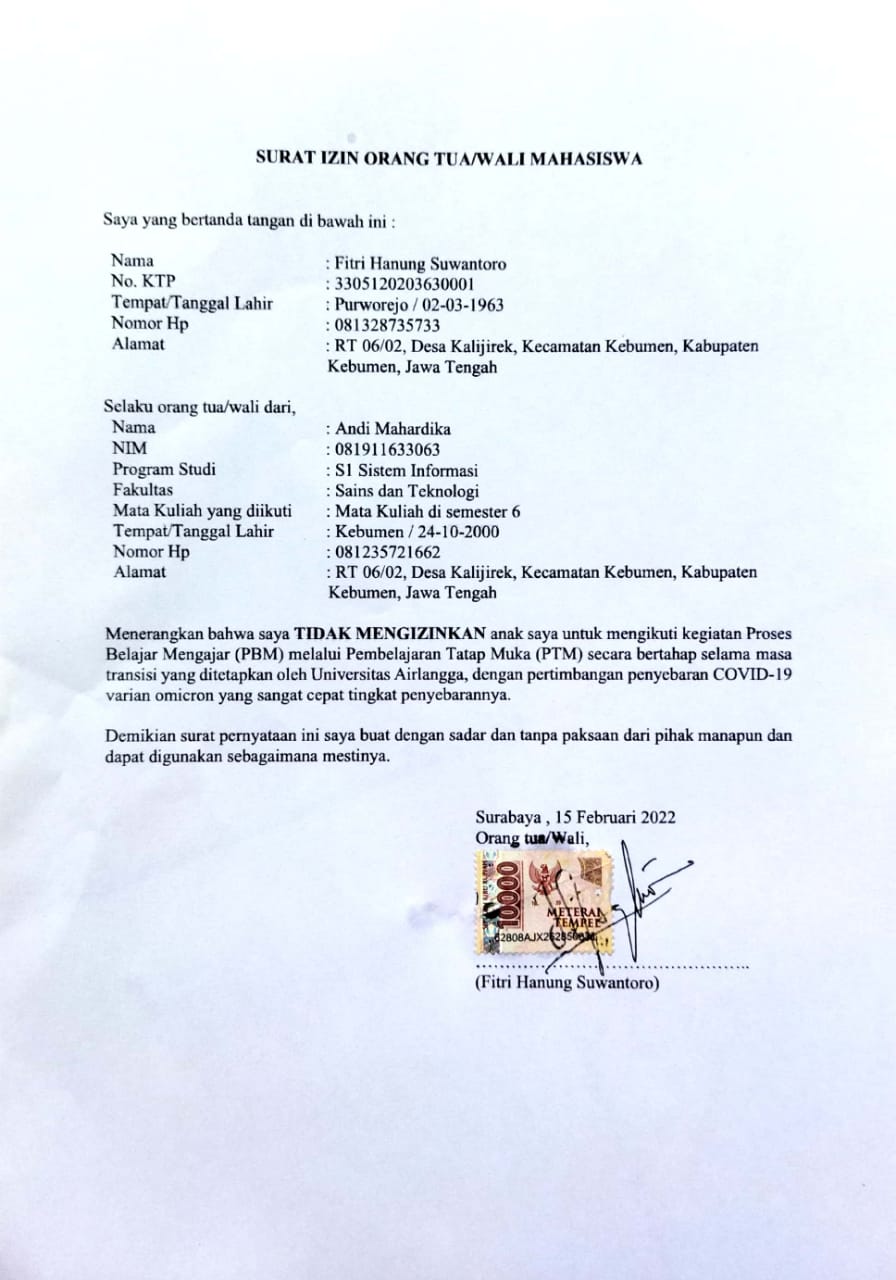 SURAT IZIN ORANG TUA/WALI MAHASISWA
Saya yang bertanda tangan di bawah ini :
Nama : Fitri Hanung Suwantoro
No. KTP : 3305120203630001
Tempat/Tanggal Lahir : Purworejo / 02-03-1963
Nomor Hp : 081328735733
Alamat : RT 06/02, Desa Kalijirek, Kecamatan Kebumen, Kabupaten
Kebumen, Jawa Tengah
Selaku orang tua/wali dari,
Nama : Andi Mahardika
NIM : 081911633063
Program Studi : S1 Sistem Informasi
Fakultas : Sains dan Teknologi
Mata Kuliah yang diikuti : Mata Kuliah di semester 6
Tempat/Tanggal Lahir : Kebumen / 24-10-2000
Nomor Hp : 081235721662
Alamat : RT 06/02, Desa Kalijirek, Kecamatan Kebumen, Kabupaten
Kebumen, Jawa Tengah
Menerangkan bahwa saya TIDAK MENGIZINKAN anak saya untuk mengikuti kegiatan Proses
Belajar Mengajar (PBM) melalui Pembelajaran Tatap Muka (PTM) secara bertahap selama masa
transisi yang ditetapkan oleh Universitas Airlangga, dengan pertimbangan penyebaran COVID-19
varian omicron yang sangat cepat tingkat penyebarannya.
Demikian surat pernyataan ini saya buat dengan sadar dan tanpa paksaan dari pihak manapun dan
dapat digunakan sebagaimana mestinya.
Surabaya , 15 Februari 2022
Orang tua/Wali,
10000
METERAI
TEMPEL
(Fitri Hanung Suwantoro)